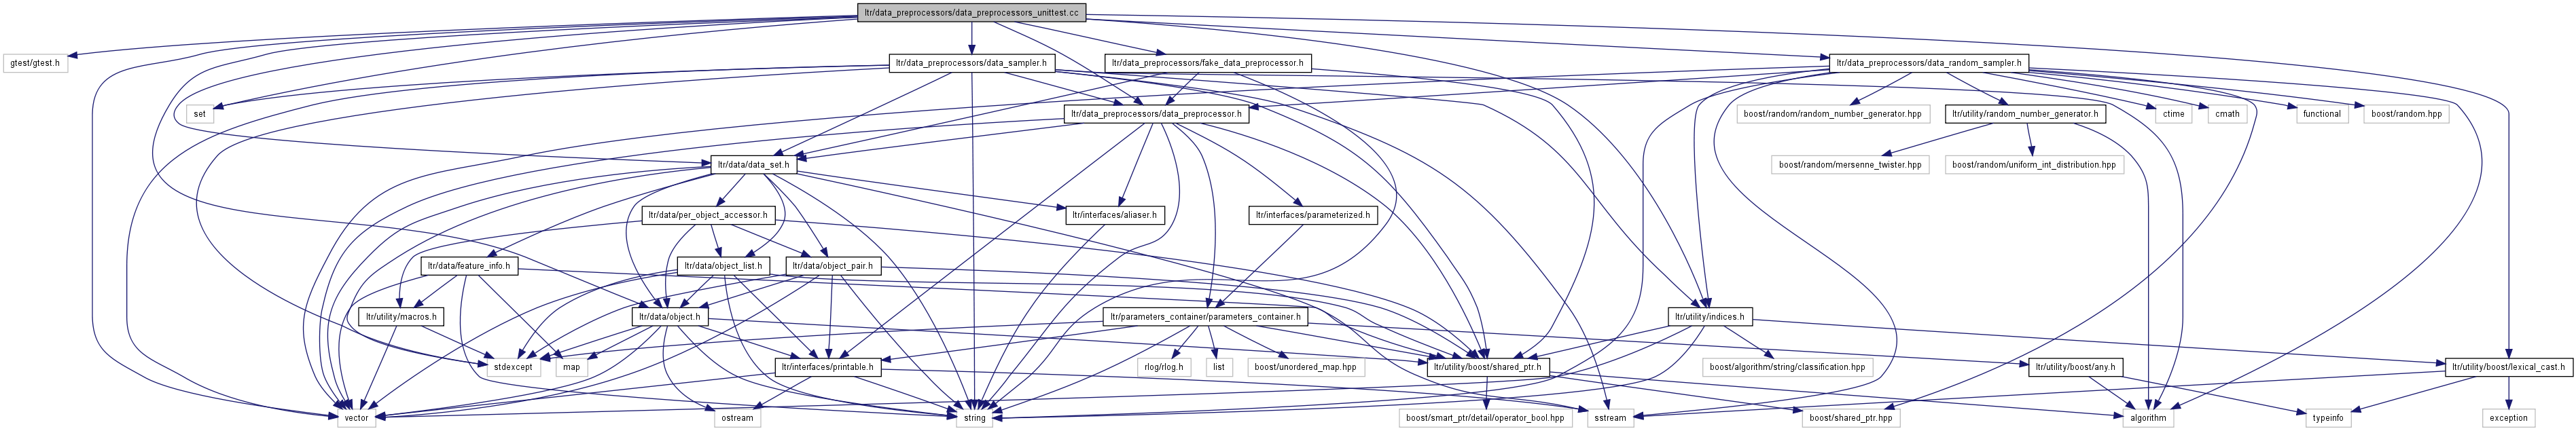 ltr/data_preprocessors/data_preprocessors_unittest.cc
gtest/gtest.h
ltr/data_preprocessors/data_sampler.h
ltr/data_preprocessors/fake_data_preprocessor.h
ltr/data_preprocessors/data_random_sampler.h
set
ltr/data_preprocessors/data_preprocessor.h
boost/random/random_number_generator.hpp
ltr/utility/random_number_generator.h
ctime
cmath
functional
boost/random.hpp
ltr/data/data_set.h
boost/random/mersenne_twister.hpp
boost/random/uniform_int_distribution.hpp
ltr/data/per_object_accessor.h
ltr/interfaces/aliaser.h
ltr/interfaces/parameterized.h
ltr/data/feature_info.h
ltr/data/object_list.h
ltr/data/object_pair.h
ltr/utility/macros.h
ltr/data/object.h
ltr/parameters_container/parameters_container.h
ltr/utility/indices.h
stdexcept
map
ltr/interfaces/printable.h
rlog/rlog.h
list
boost/unordered_map.hpp
ltr/utility/boost/shared_ptr.h
boost/algorithm/string/classification.hpp
ltr/utility/boost/any.h
ltr/utility/boost/lexical_cast.h
vector
ostream
string
boost/smart_ptr/detail/operator_bool.hpp
sstream
boost/shared_ptr.hpp
algorithm
typeinfo
exception